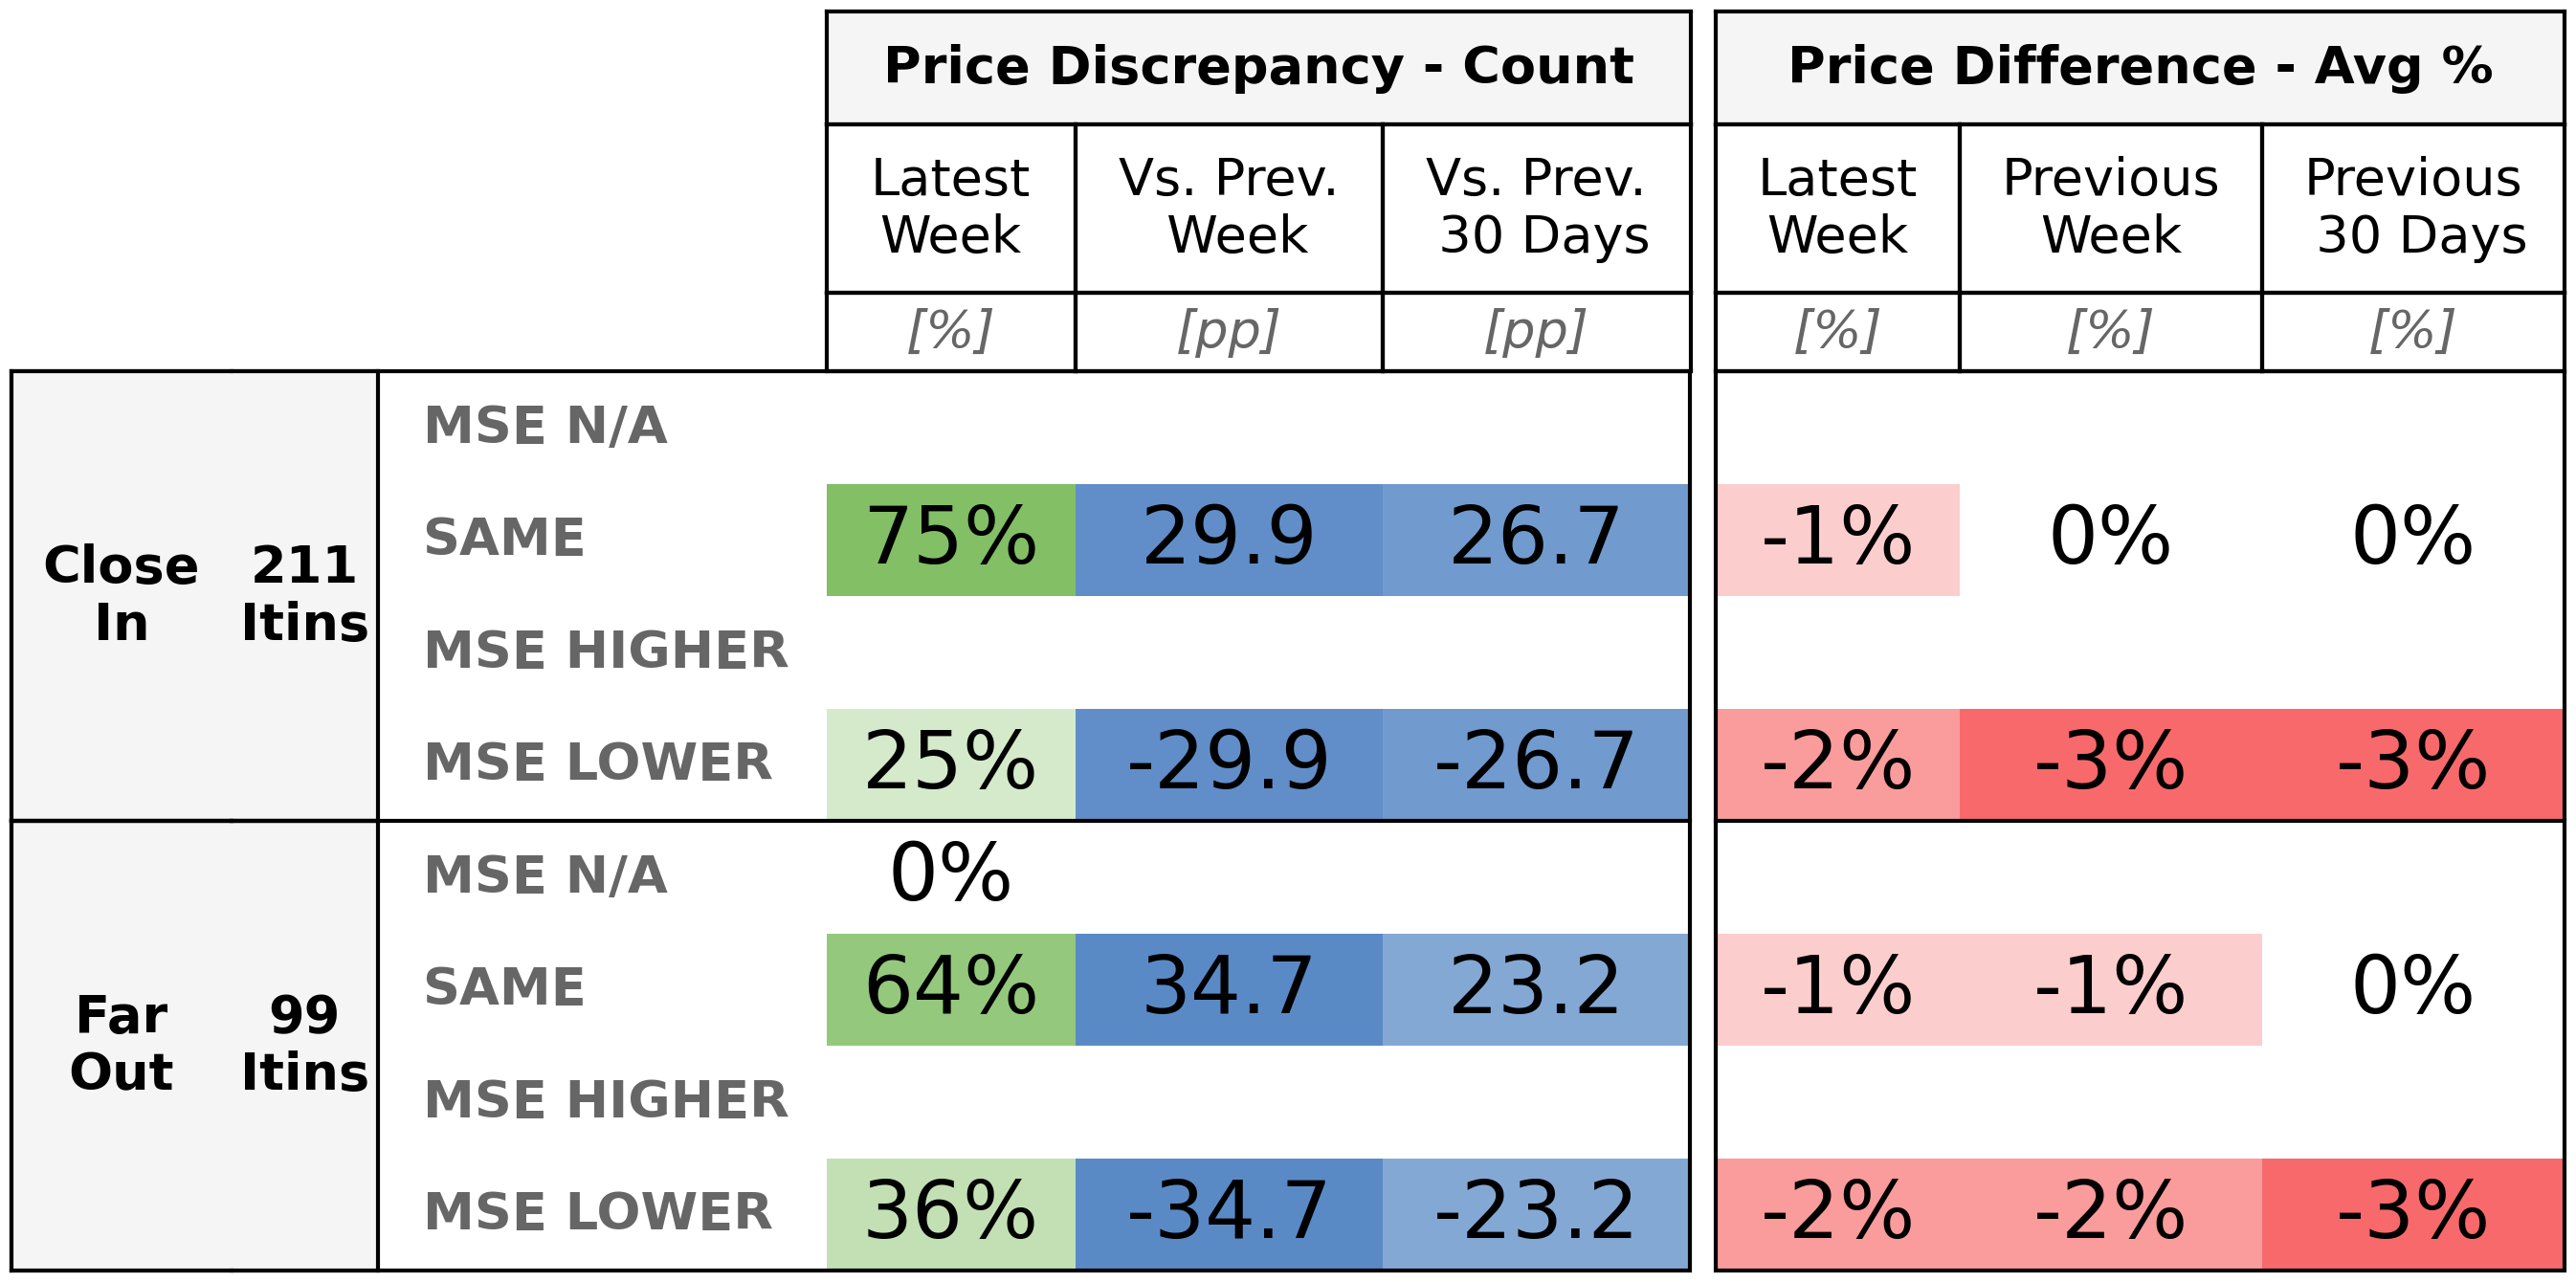 Price Discrepancy - Count Price Difference - Avg %
Latest Week Vs. Prev. Week Vs. Prev. 30 Days Latest Week Previous Week Previous 30 Days
[%] [pp] [pp] [%] [%] [%]
Close In 211 Itins
MSE N/A
SAME 75% 29.9 26.7 -1% 0% 0%
MSE HIGHER
MSE LOWER 25% -29.9 -26.7 -2% -3% -3%
Far Out 99 Itins
MSE N/A 0%
SAME 64% 34.7 23.2 -1% -1% 0%
MSE HIGHER
MSE LOWER 36% -34.7 -23.2 -2% -2% -3%